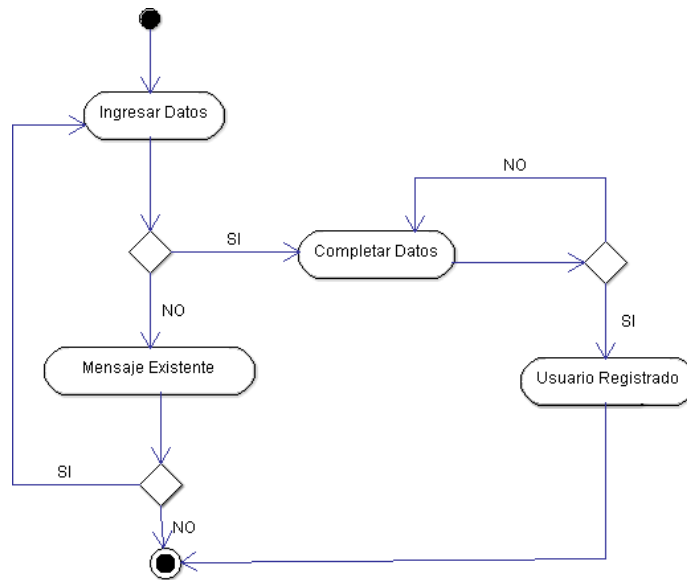 Ingresar Datos
NO
SI
Completar Datos
NO
SI
Mensaje Existente
Usuario Registrado
SI
NO